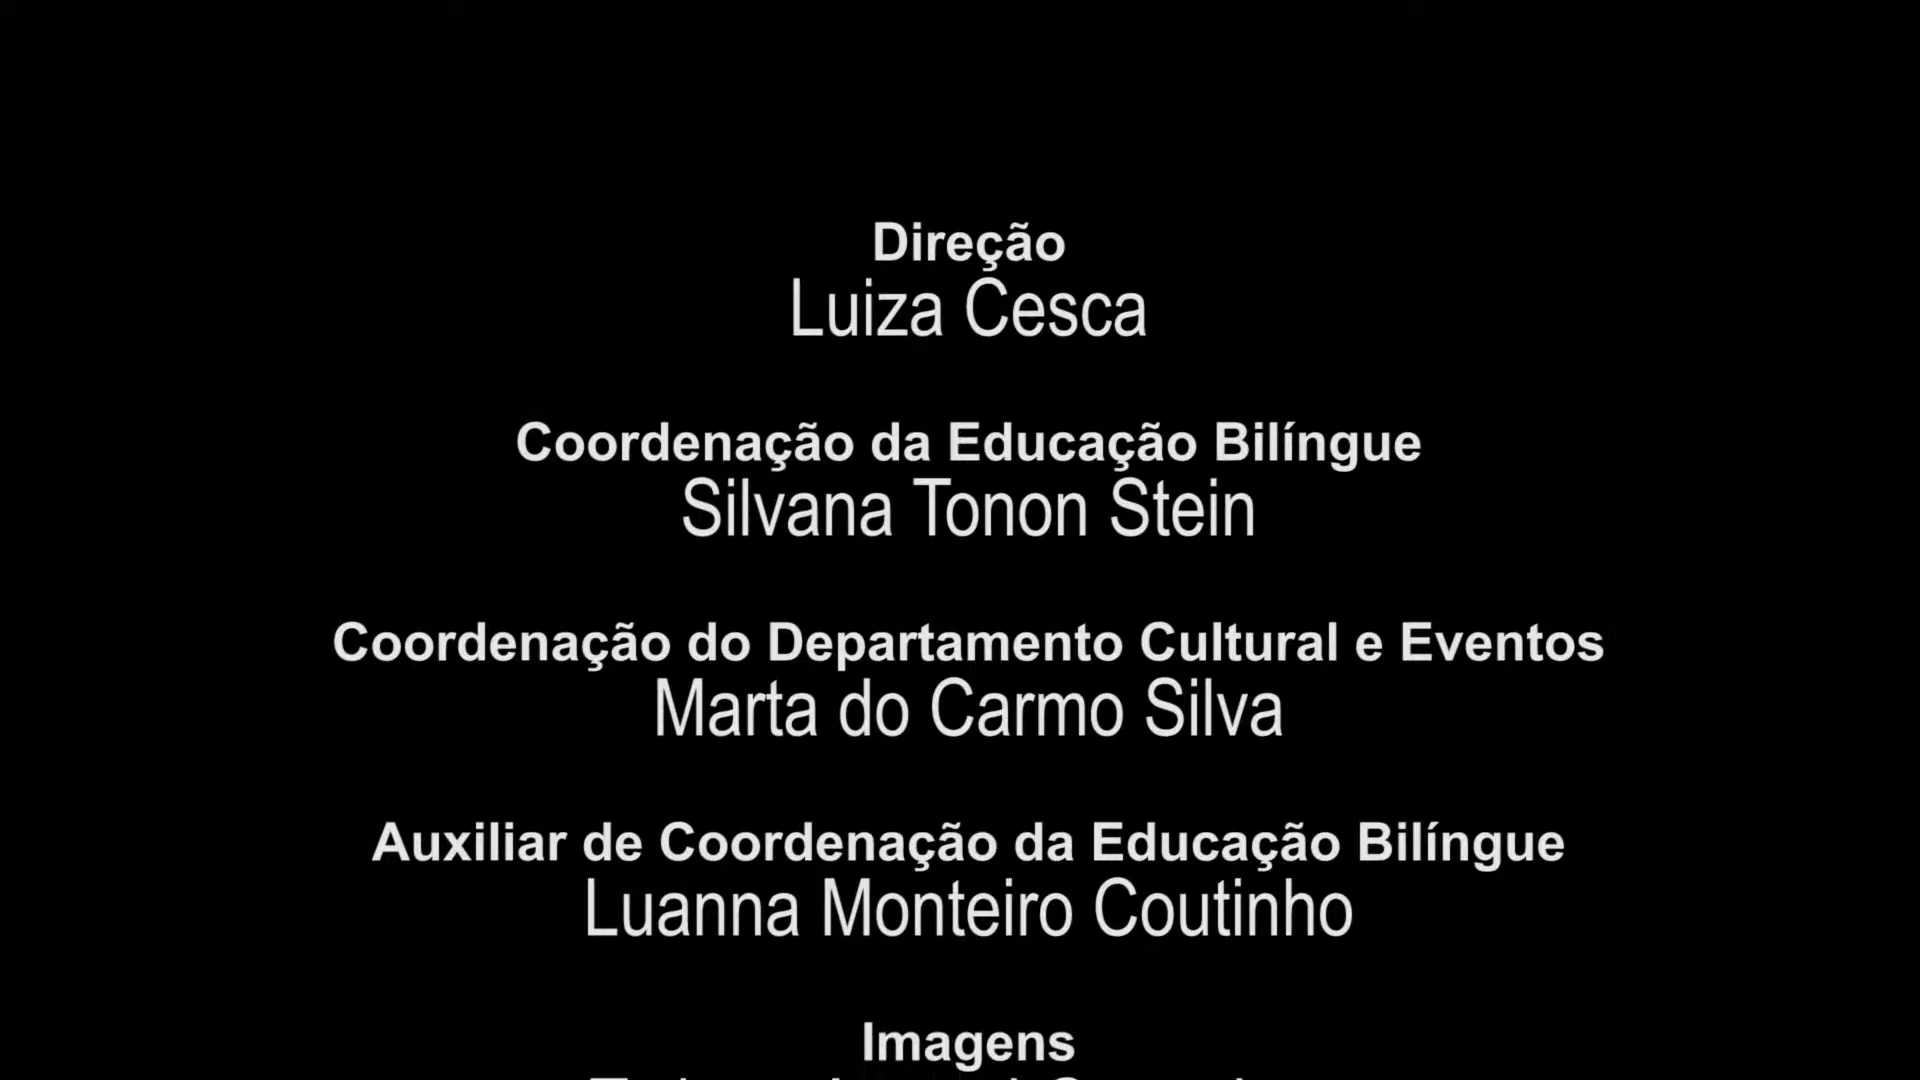 Direção
Luiza Cesca
Coordenação da Educação Bilíngue
Silvana Tonon Stein
Coordenação do Departamento Cultural e Eventos
Marta do Carmo Silva
Auxiliar de Coordenação da Educação Bilíngue
Luanna Monteiro Coutinho
Imagens